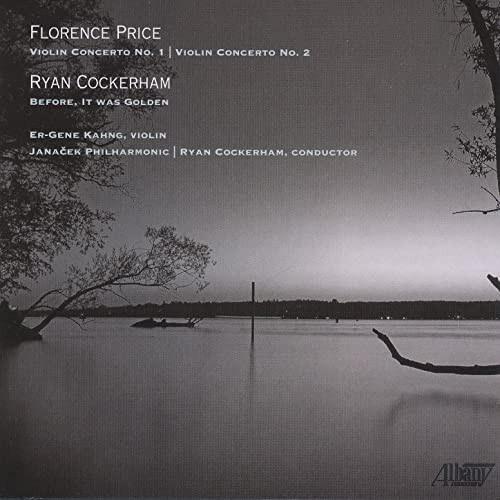 FLORENCE PRICE
VIOLIN CONCERTO NO. 1 | VIOLIN CONCERTO NO. 2
RYAN COCKERHAM
BEFORE, IT WAS GOLDEN
ER-GENE KAHNG, VIOLIN
JANAČEK PHILHARMONIC | RYAN COCKERHAM, CONDUCTOR
Albany